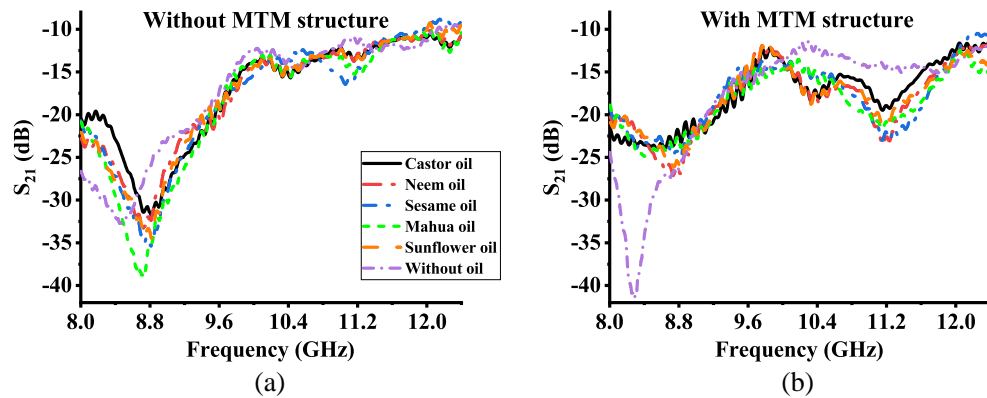 Without MTM structure
-10
-15
-20
-25
-30
-35
-40
S21 (dB)
8.0 8.8 9.6 10.4 11.2 12.0
Frequency (GHz)
Castor oil
Neem oil
Sesame oil
Mahua oil
Sunflower oil
Without oil
(a)
With MTM structure
-10
-15
-20
-25
-30
-35
-40
S21 (dB)
8.0 8.8 9.6 10.4 11.2 12.0
Frequency (GHz)
(b)